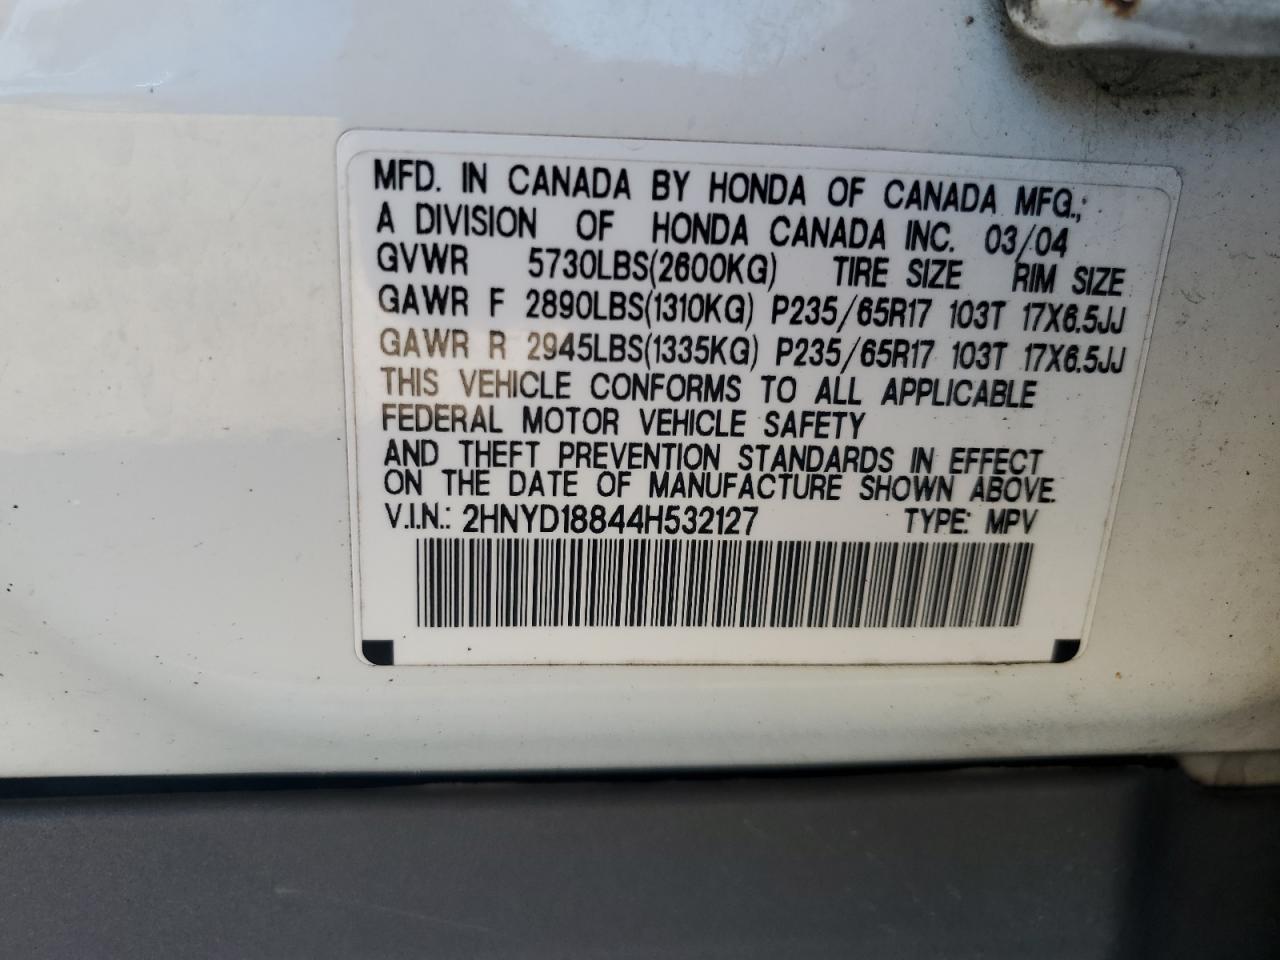 MFD. IN CANADA BY HONDA OF CANADA MFG.;
A DIVISION OF HONDA CANADA INC. 03/04
GVWR 5730LBS(2600KG) TIRE SIZE RIM SIZE
GAWR F 2890LBS(1310KG) P235/65R17 103T 17X6.5JJ
GAWR R 2945LBS(1335KG) P235/65R17 103T 17X6.5JJ
THIS VEHICLE CONFORMS TO ALL APPLICABLE
FEDERAL MOTOR VEHICLE SAFETY
AND THEFT PREVENTION STANDARDS IN EFFECT
ON THE DATE OF MANUFACTURE SHOWN ABOVE.
V.I.N.: 2HNYD18844H532127 TYPE: MPV